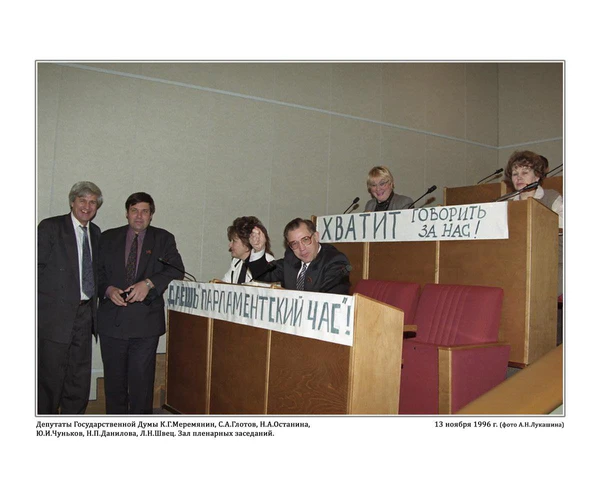 ХВАТИТ ГОВОРИТЬ
ЗА НАС!
ДАЕШЬ "ПАРЛАМЕНТСКИЙ ЧАС"!
Депутаты Государственной Думы К.Г.Меремянин, С.А.Глотов, Н.А.Останина,
Ю.И.Чуньков, Н.П.Данилова, Л.Н.Швец. Зал пленарных заседаний.
13 ноября 1996 г. (фото А.Н.Лукашина)